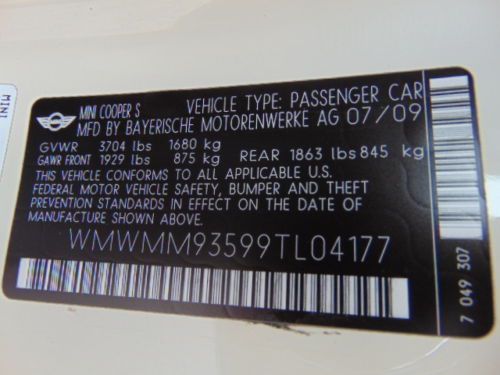 MINI
MINI COOPER S VEHICLE TYPE: PASSENGER CAR
MFD BY BAYERISCHE MOTORENWERKE AG 07/09
GVWR 3704 lbs 1680 kg
GAWR FRONT 1929 lbs 875 kg REAR 1863 lbs 845 kg
THIS VEHICLE CONFORMS TO ALL APPLICABLE U.S.
FEDERAL MOTOR VEHICLE SAFETY, BUMPER AND THEFT
PREVENTION STANDARDS IN EFFECT ON THE DATE OF
MANUFACTURE SHOWN ABOVE.
WMWMM93599TL04177
7 049 307